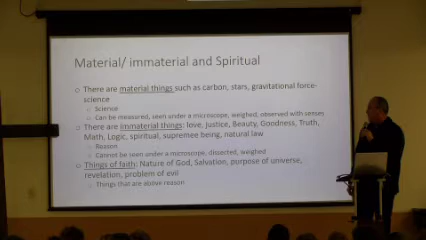 Material/ immaterial and Spiritual
There are material things such as carbon, stars, gravitational force-
science
Science
Can be measured, seen under a microscope, weighed, observed with senses
There are immaterial things: love, justice, Beauty, Goodness, Truth,
Math, Logic, spiritual, supremee being, natural law
Reason
Cannot be seen under a microscope, dissected, weighed
Things of faith: Nature of God, Salvation, purpose of universe,
revelation, problem of evil
Things that are above reason